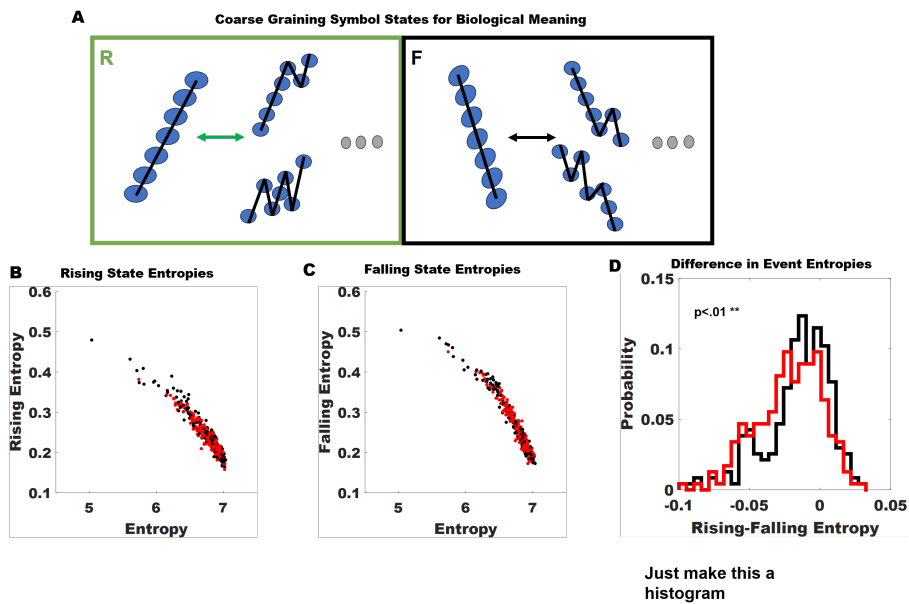 A
Coarse Graining Symbol States for Biological Meaning
R
F
B
Rising State Entropies
0.6
0.5
0.4
0.3
0.2
0.1
Rising Entropy
5
6
7
Entropy
C
Falling State Entropies
0.6
0.5
0.4
0.3
0.2
0.1
Falling Entropy
5
6
7
Entropy
D
Difference in Event Entropies
p<.01 **
0.15
0.1
0.05
0
Probability
-0.1
-0.05
0
0.05
Rising-Falling Entropy
Just make this a
histogram